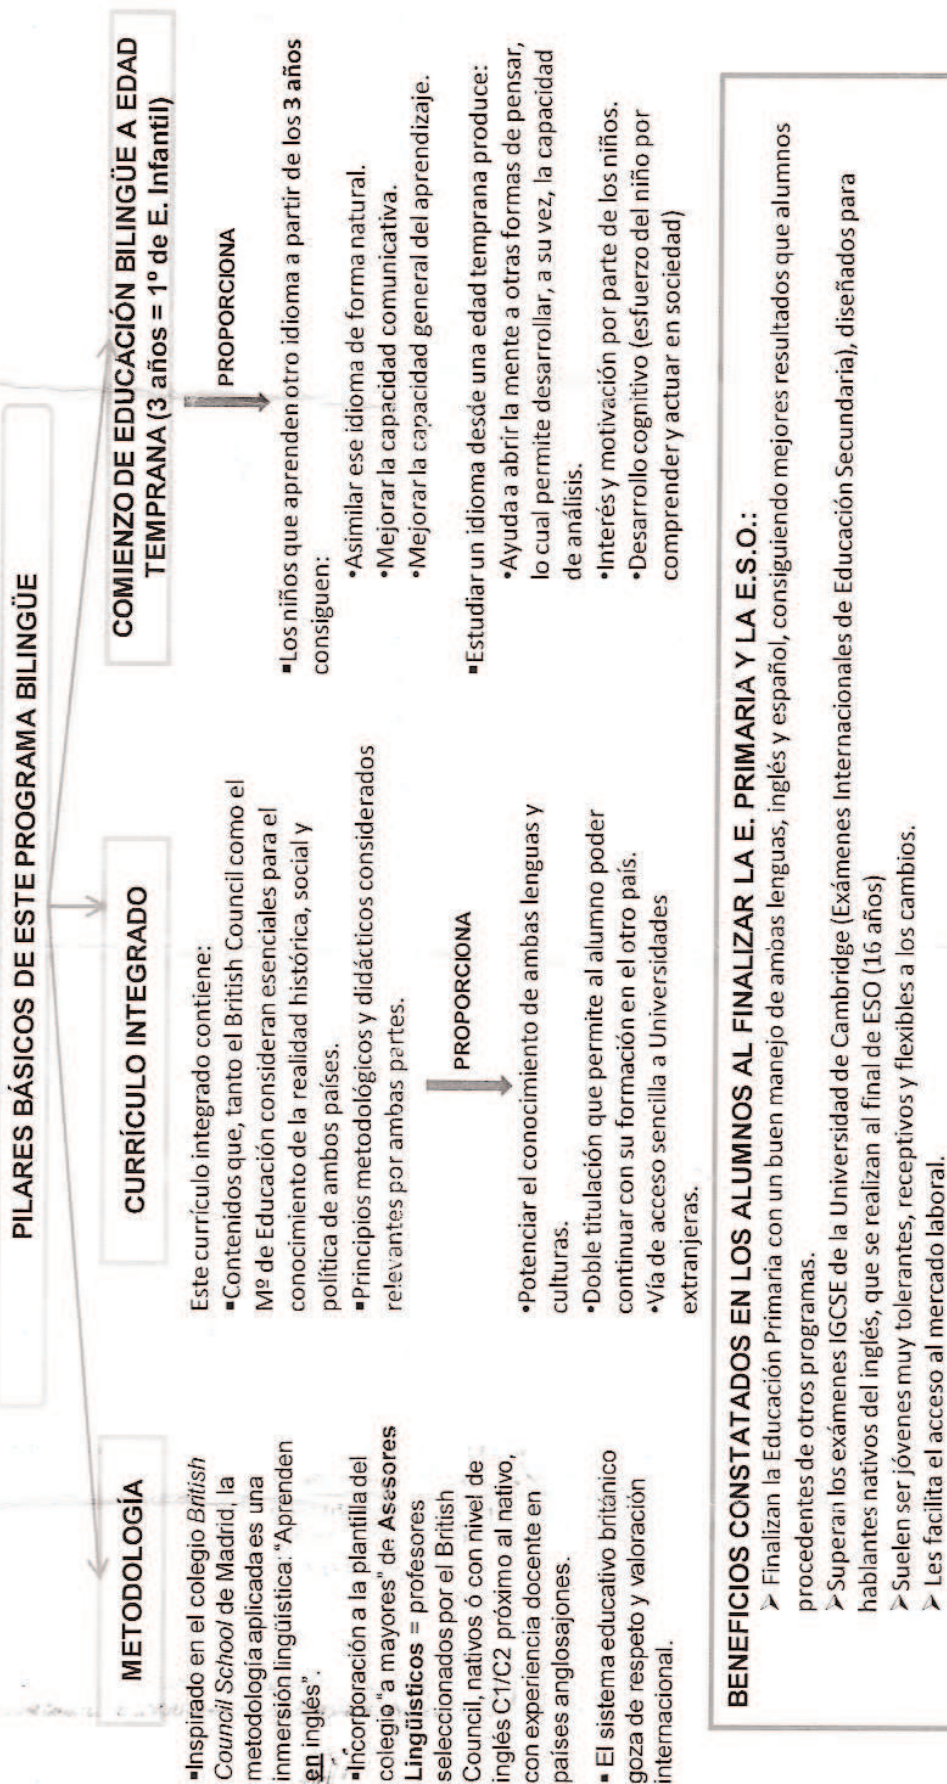 PILARES BÁSICOS DE ESTE PROGRAMA BILINGÜE
METODOLOGÍA
▪Inspirado en el colegio British
Council School de Madrid, la
metodología aplicada es una
inmersión lingüística: “Aprenden
en inglés”.
▪Incorporación a la plantilla del
colegio “a mayores” de Asesores
Lingüísticos = profesores
seleccionados por el British
Council, nativos ó con nivel de
inglés C1/C2 próximo al nativo,
con experiencia docente en
países anglosajones.
▪ El sistema educativo británico
goza de respeto y valoración
internacional.
CURRÍCULO INTEGRADO
Este currículo integrado contiene:
▪Contenidos que, tanto el British Council como el
Mº de Educación consideran esenciales para el
conocimiento de la realidad histórica, social y
política de ambos países.
▪Principios metodológicos y didácticos considerados
relevantes por ambas partes.
PROPORCIONA
•Potenciar el conocimiento de ambas lenguas y
culturas.
•Doble titulación que permite al alumno poder
continuar con su formación en el otro país.
•Vía de acceso sencilla a Universidades
extranjeras.
COMIENZO DE EDUCACIÓN BILINGÜE A EDAD
TEMPRANA (3 años = 1º de E. Infantil)
PROPORCIONA
▪Los niños que aprenden otro idioma a partir de los 3 años
consiguen:
•Asimilar ese idioma de forma natural.
•Mejorar la capacidad comunicativa.
•Mejorar la capacidad general del aprendizaje.
▪Estudiar un idioma desde una edad temprana produce:
•Ayuda a abrir la mente a otras formas de pensar,
lo cual permite desarrollar, a su vez, la capacidad
de análisis.
•Interés y motivación por parte de los niños.
•Desarrollo cognitivo (esfuerzo del niño por
comprender y actuar en sociedad)
BENEFICIOS CONSTATADOS EN LOS ALUMNOS AL FINALIZAR LA E. PRIMARIA Y LA E.S.O.:
➢ Finalizan la Educación Primaria con un buen manejo de ambas lenguas, inglés y español, consiguiendo mejores resultados que alumnos
procedentes de otros programas.
➢ Superan los exámenes IGCSE de la Universidad de Cambridge (Exámenes Internacionales de Educación Secundaria), diseñados para
hablantes nativos del inglés, que se realizan al final de ESO (16 años)
➢ Suelen ser jóvenes muy tolerantes, receptivos y flexibles a los cambios.
➢ Les facilita el acceso al mercado laboral.